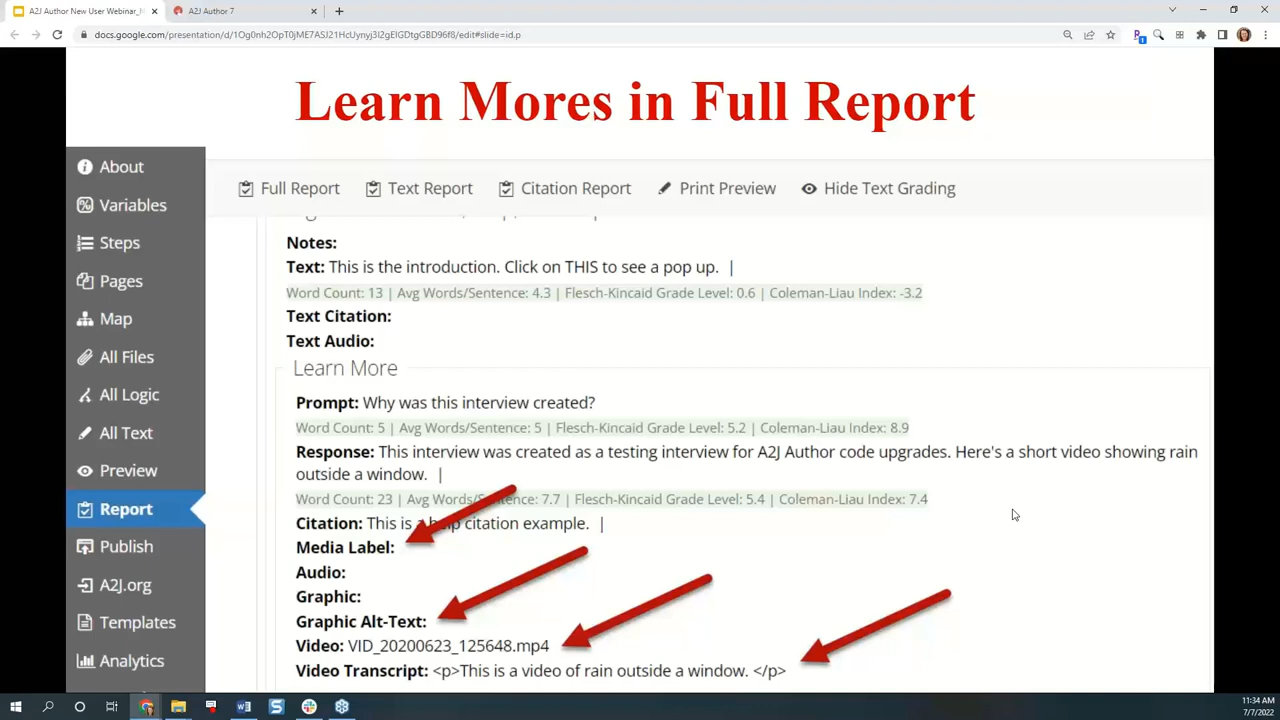 A2J Author New User Webinar_
A2J Author 7
docs.google.com/presentation/d/1Og0nh2OptO0jME7ASJ21HcUynyj3I2gEIGDtgGBD96f8/edit#slide=id.p
Learn Mores in Full Report
About
Variables
Steps
Pages
Map
All Files
All Logic
All Text
Preview
Report
Publish
A2J.org
Templates
Analytics
Full Report
Text Report
Citation Report
Print Preview
Hide Text Grading
Notes:
Text: This is the introduction. Click on THIS to see a pop up. |
Word Count: 13 | Avg Words/Sentence: 4.3 | Flesch-Kincaid Grade Level: 0.6 | Coleman-Liau Index: -3.2
Text Citation:
Text Audio:
Learn More
Prompt: Why was this interview created?
Word Count: 5 | Avg Words/Sentence: 5 | Flesch-Kincaid Grade Level: 5.2 | Coleman-Liau Index: 8.9
Response: This interview was created as a testing interview for A2J Author code upgrades. Here's a short video showing rain
outside a window. |
Word Count: 23 | Avg Words/Sentence: 7.7 | Flesch-Kincaid Grade Level: 5.4 | Coleman-Liau Index: 7.4
Citation: This is a help citation example. |
Media Label:
Audio:
Graphic:
Graphic Alt-Text:
Video: VID_20200623_125648.mp4
Video Transcript: <p>This is a video of rain outside a window. </p>
11:34 AM
7/7/2022